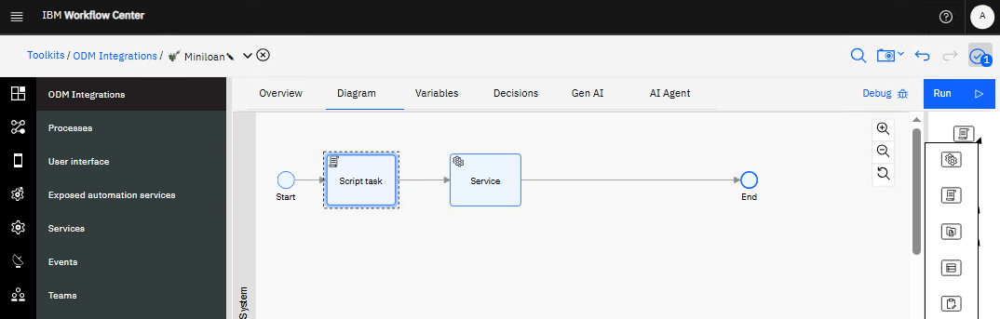 IBM Workflow Center
A
Toolkits / ODM Integrations / Miniloan
1
ODM Integrations
Overview
Diagram
Variables
Decisions
Gen AI
AI Agent
Debug
Run
Processes
User interface
Exposed automation services
Services
Events
Teams
Script task
Service
Start
End
System